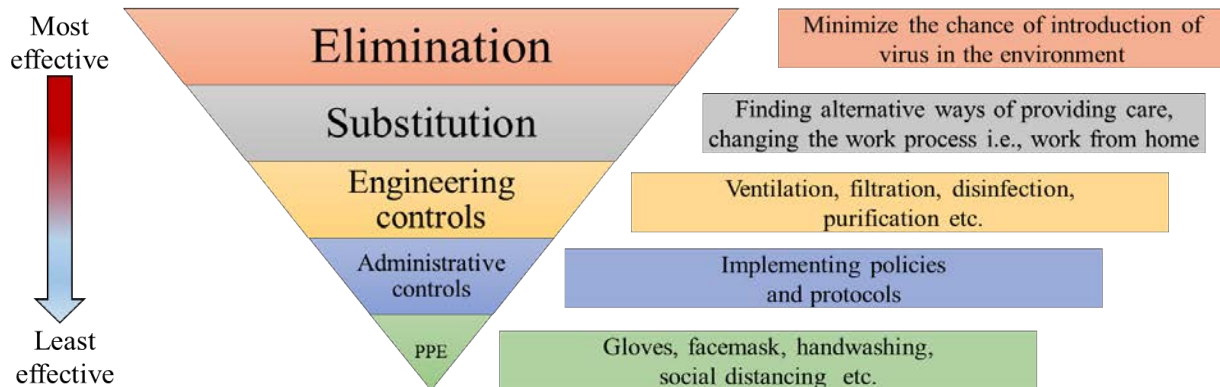 Most
effective
Elimination
Minimize the chance of introduction of
virus in the environment
Substitution
Finding alternative ways of providing care,
changing the work process i.e., work from home
Engineering
controls
Ventilation, filtration, disinfection,
purification etc.
Administrative
controls
Implementing policies
and protocols
Least
effective
PPE
Gloves, facemask, handwashing,
social distancing etc.